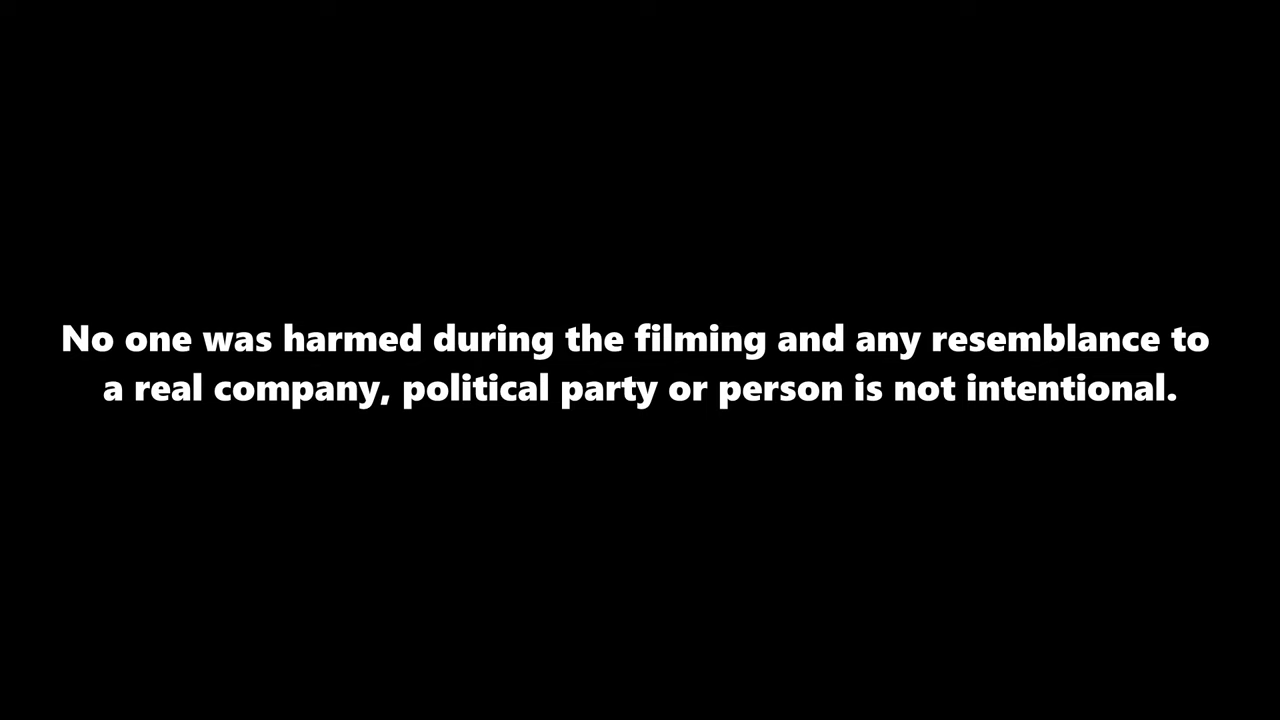 No one was harmed during the filming and any resemblance to
a real company, political party or person is not intentional.